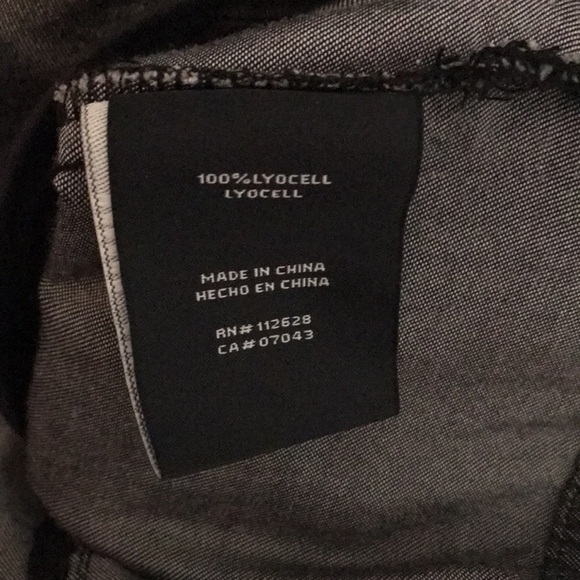 100%LYOCELL
LYOCELL
MADE IN CHINA
HECHO EN CHINA
RN#112628
CA#07043